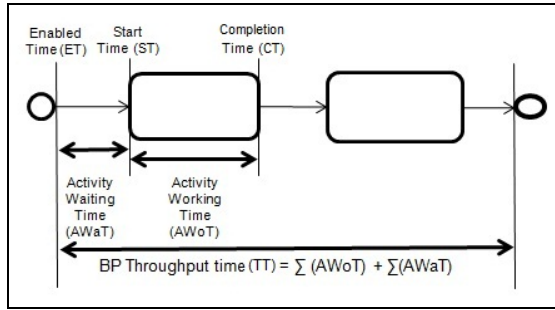 Enabled
Time (ET)
Start
Time (ST)
Completion
Time (CT)
Activity
Waiting
Time
(AWaT)
Activity
Working
Time
(AWoT)
BP Throughput time (TT) = ∑ (AWoT) + ∑(AWaT)